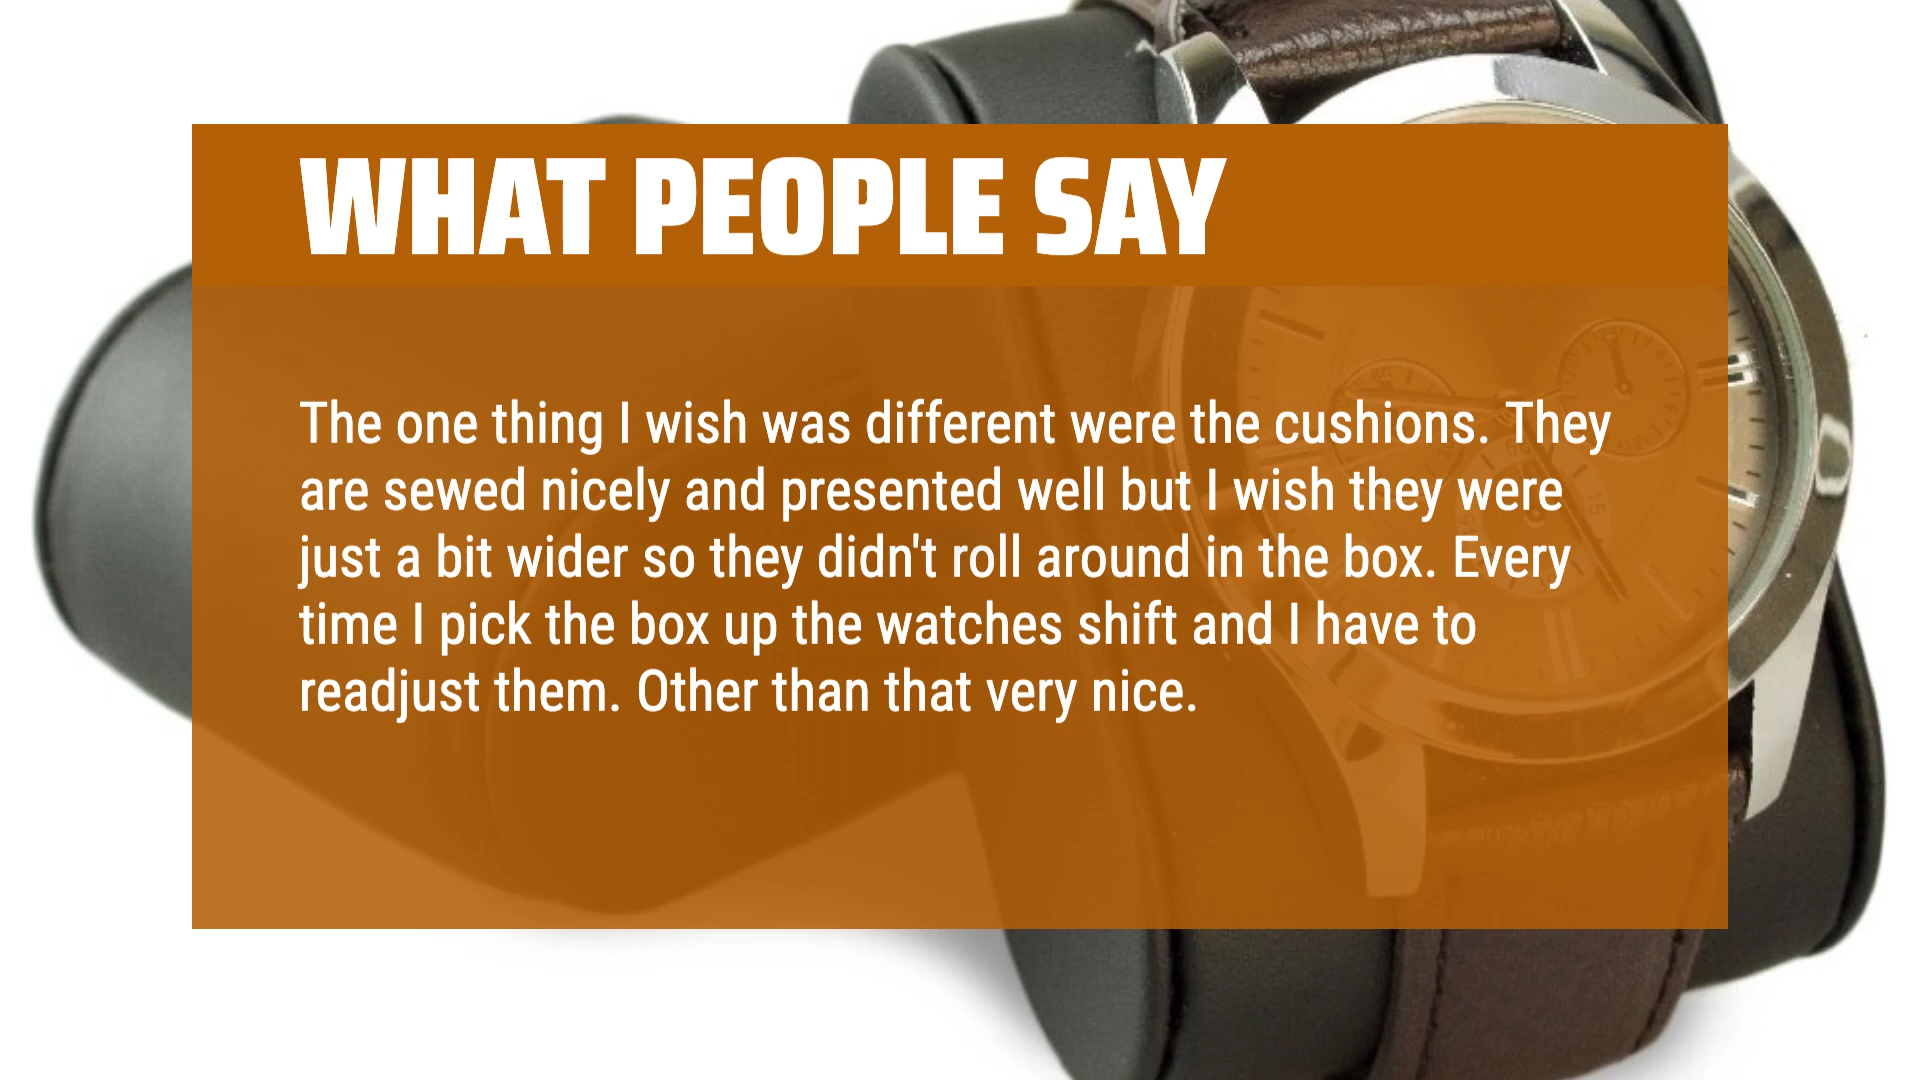 WHAT PEOPLE SAY
The one thing I wish was different were the cushions. They
are sewed nicely and presented well but I wish they were
just a bit wider so they didn't roll around in the box. Every
time I pick the box up the watches shift and I have to
readjust them. Other than that very nice.